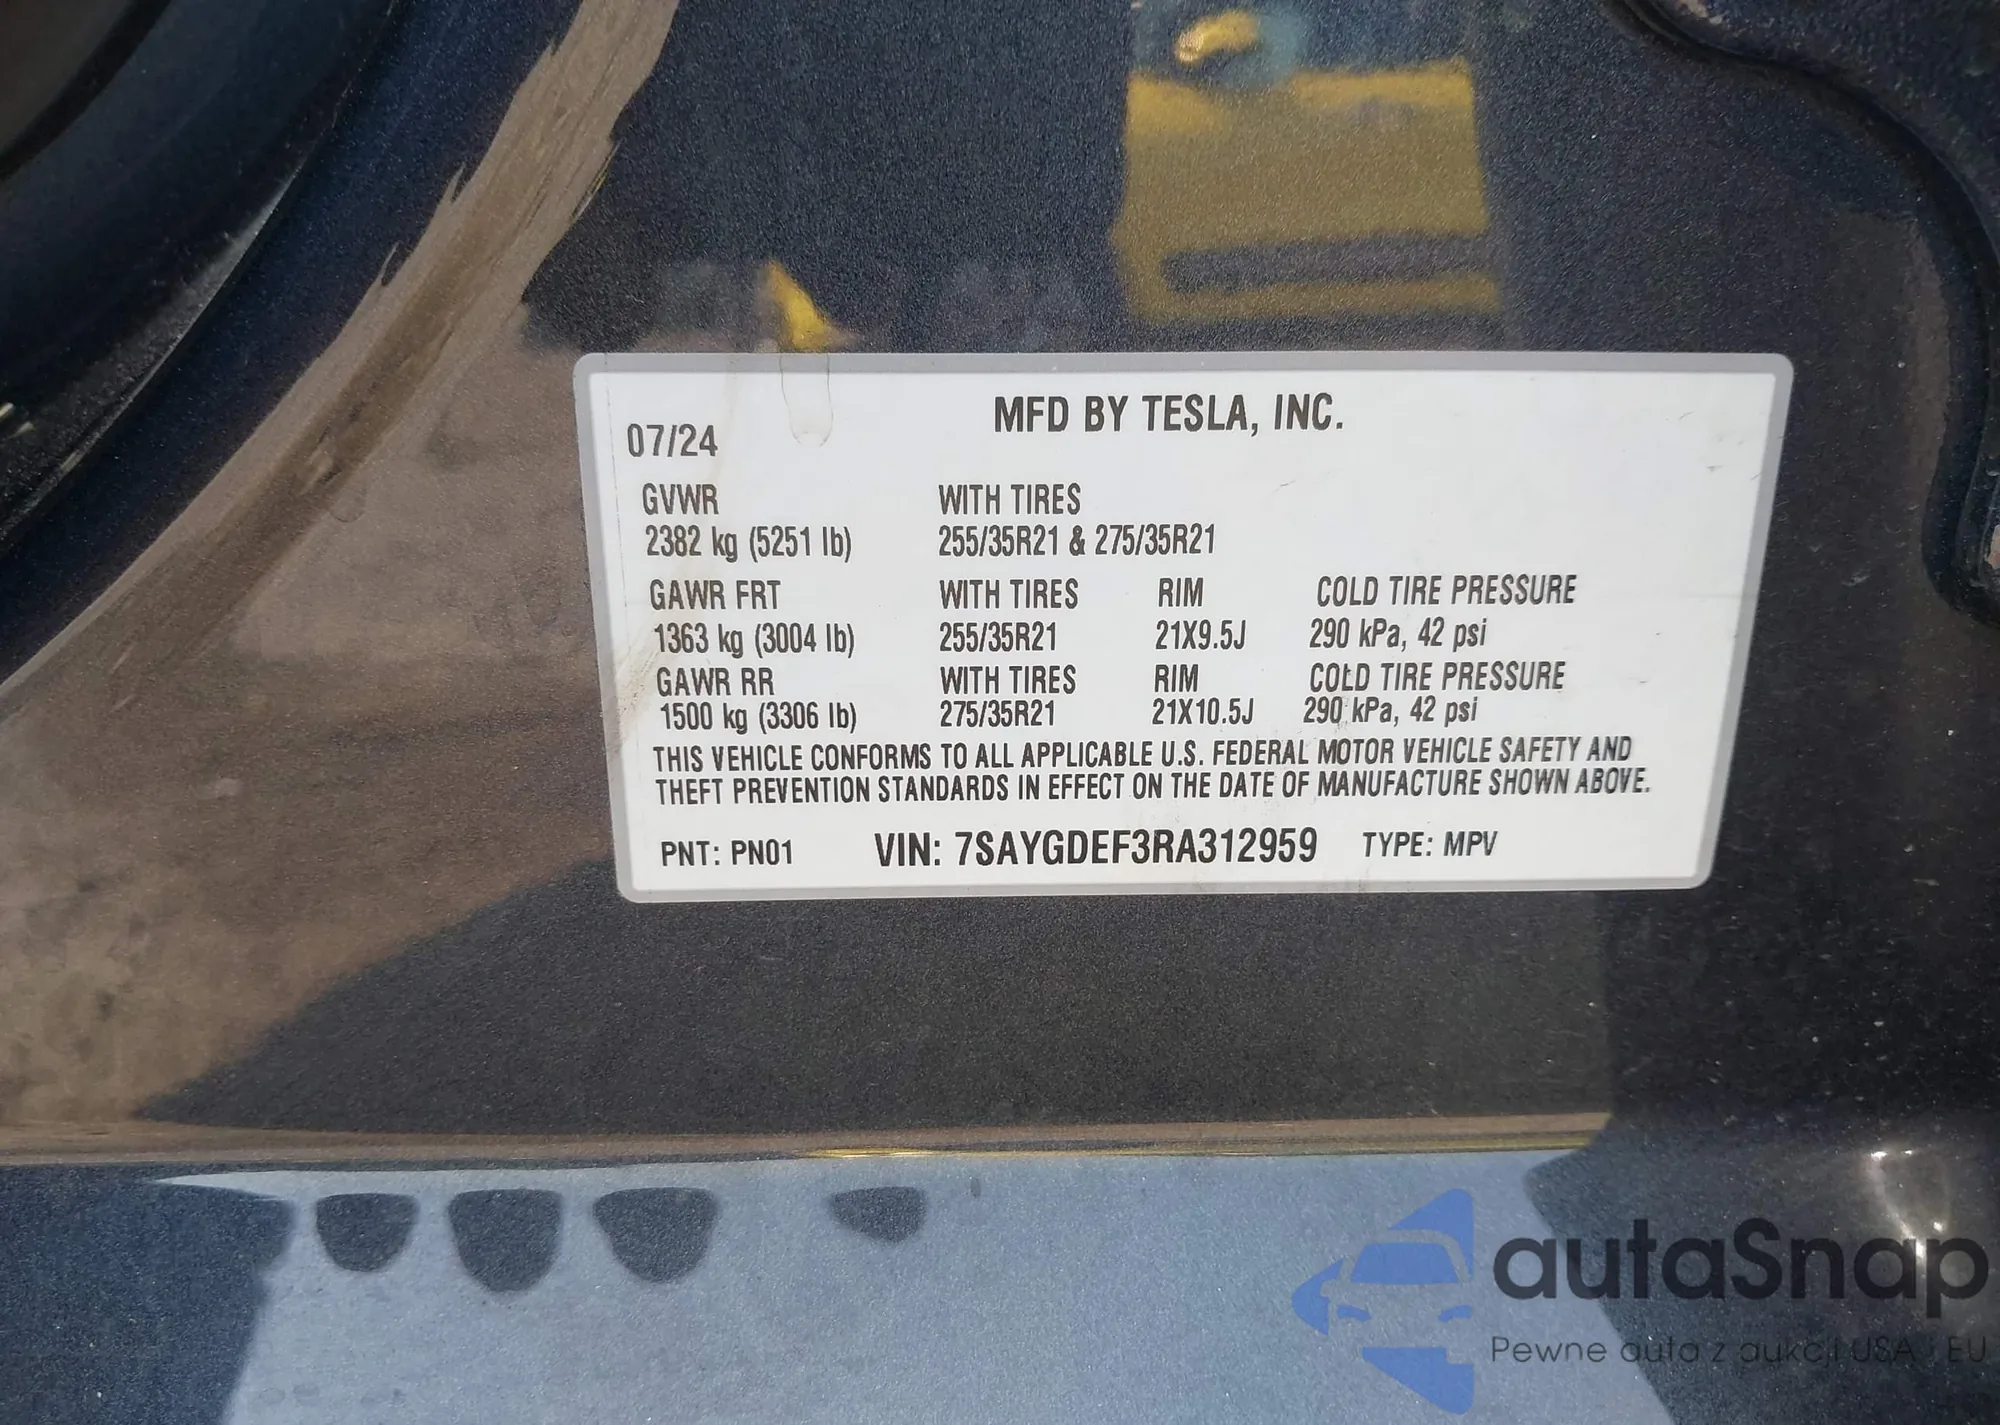 MFD BY TESLA, INC.
07/24
GVWR WITH TIRES
2382 kg (5251 lb) 255/35R21 & 275/35R21
GAWR FRT WITH TIRES RIM COLD TIRE PRESSURE
1363 kg (3004 lb) 255/35R21 21X9.5J 290 kPa, 42 psi
GAWR RR WITH TIRES RIM COLD TIRE PRESSURE
1500 kg (3306 lb) 275/35R21 21X10.5J 290 kPa, 42 psi
THIS VEHICLE CONFORMS TO ALL APPLICABLE U.S. FEDERAL MOTOR VEHICLE SAFETY AND
THEFT PREVENTION STANDARDS IN EFFECT ON THE DATE OF MANUFACTURE SHOWN ABOVE.
PNT: PN01 VIN: 7SAYGDEF3RA312959 TYPE: MPV
autaSnap
Pewne auta z aukcji USA i EU